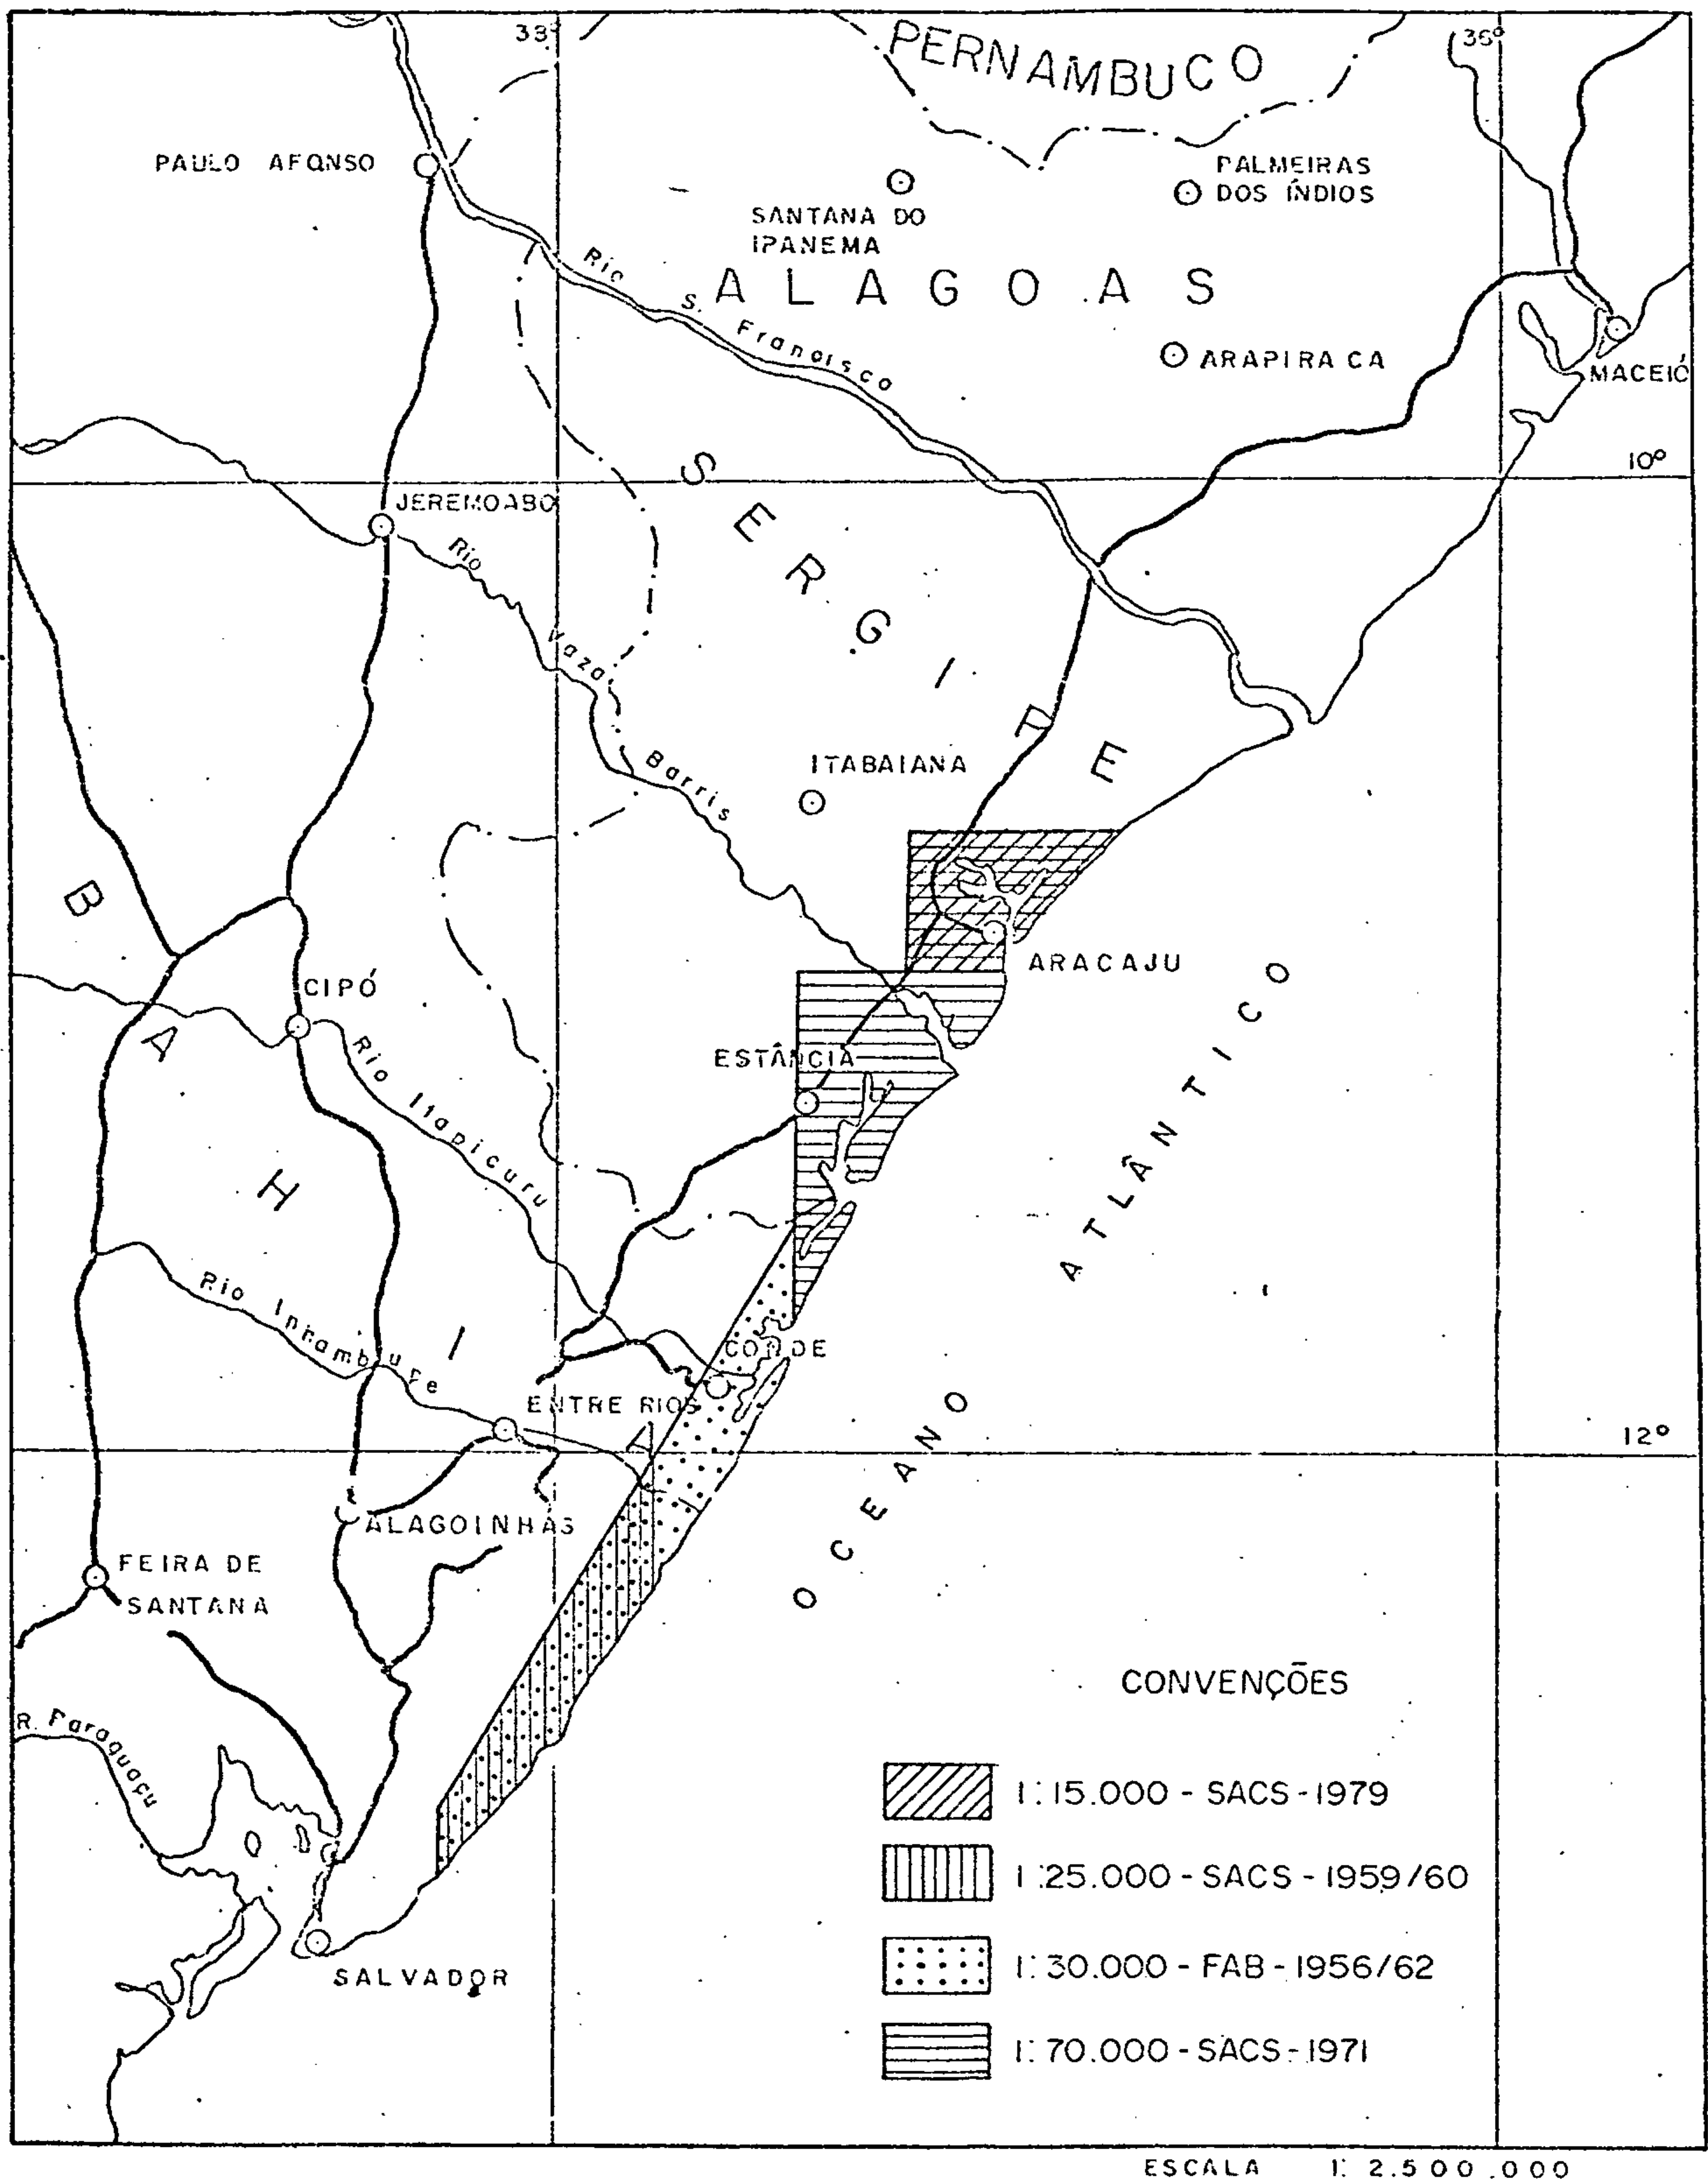 38°
36°
PERNAMBUCO
PAULO AFONSO
PALMEIRAS
DOS ÍNDIOS
SANTANA DO
IPANEMA
Rio S. Francisco
ALAGOAS
ARAPIRACA
MACEIÓ
10°
JEREMOABO
SERGIPE
Rio Vaza Barris
ITABAIANA
BAHIA
ARACAJU
CIPÓ
ESTÂNCIA
Rio Itapicuru
OCEANO ATLÂNTICO
Rio Inhambupe
CONDE
ENTRE RIOS
12°
ALAGOINHAS
FEIRA DE
SANTANA
R. Paraguaçu
SALVADOR
CONVENÇÕES
1:15.000 - SACS - 1979
1:25.000 - SACS - 1959/60
1:30.000 - FAB - 1956/62
1:70.000 - SACS - 1971
ESCALA 1: 2.500.000